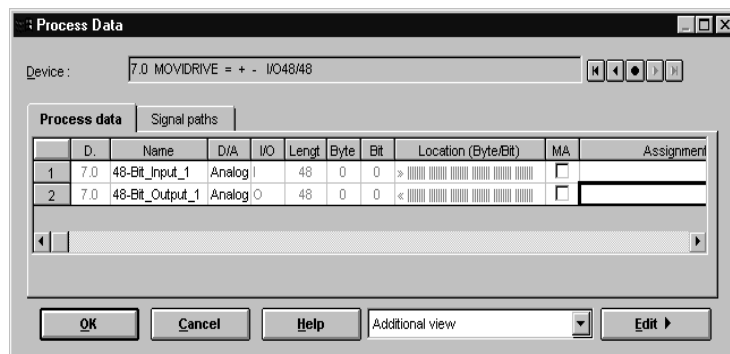 Process Data
Device : 7.0 MOVIDRIVE = + - I/O48/48
Process data Signal paths
D. Name D/A I/O Lengt Byte Bit Location (Byte/Bit) MA Assignment
1 7.0 48-Bit_Input_1 Analog I 48 0 0 »
2 7.0 48-Bit_Output_1 Analog O 48 0 0 «
OK Cancel Help Additional view Edit